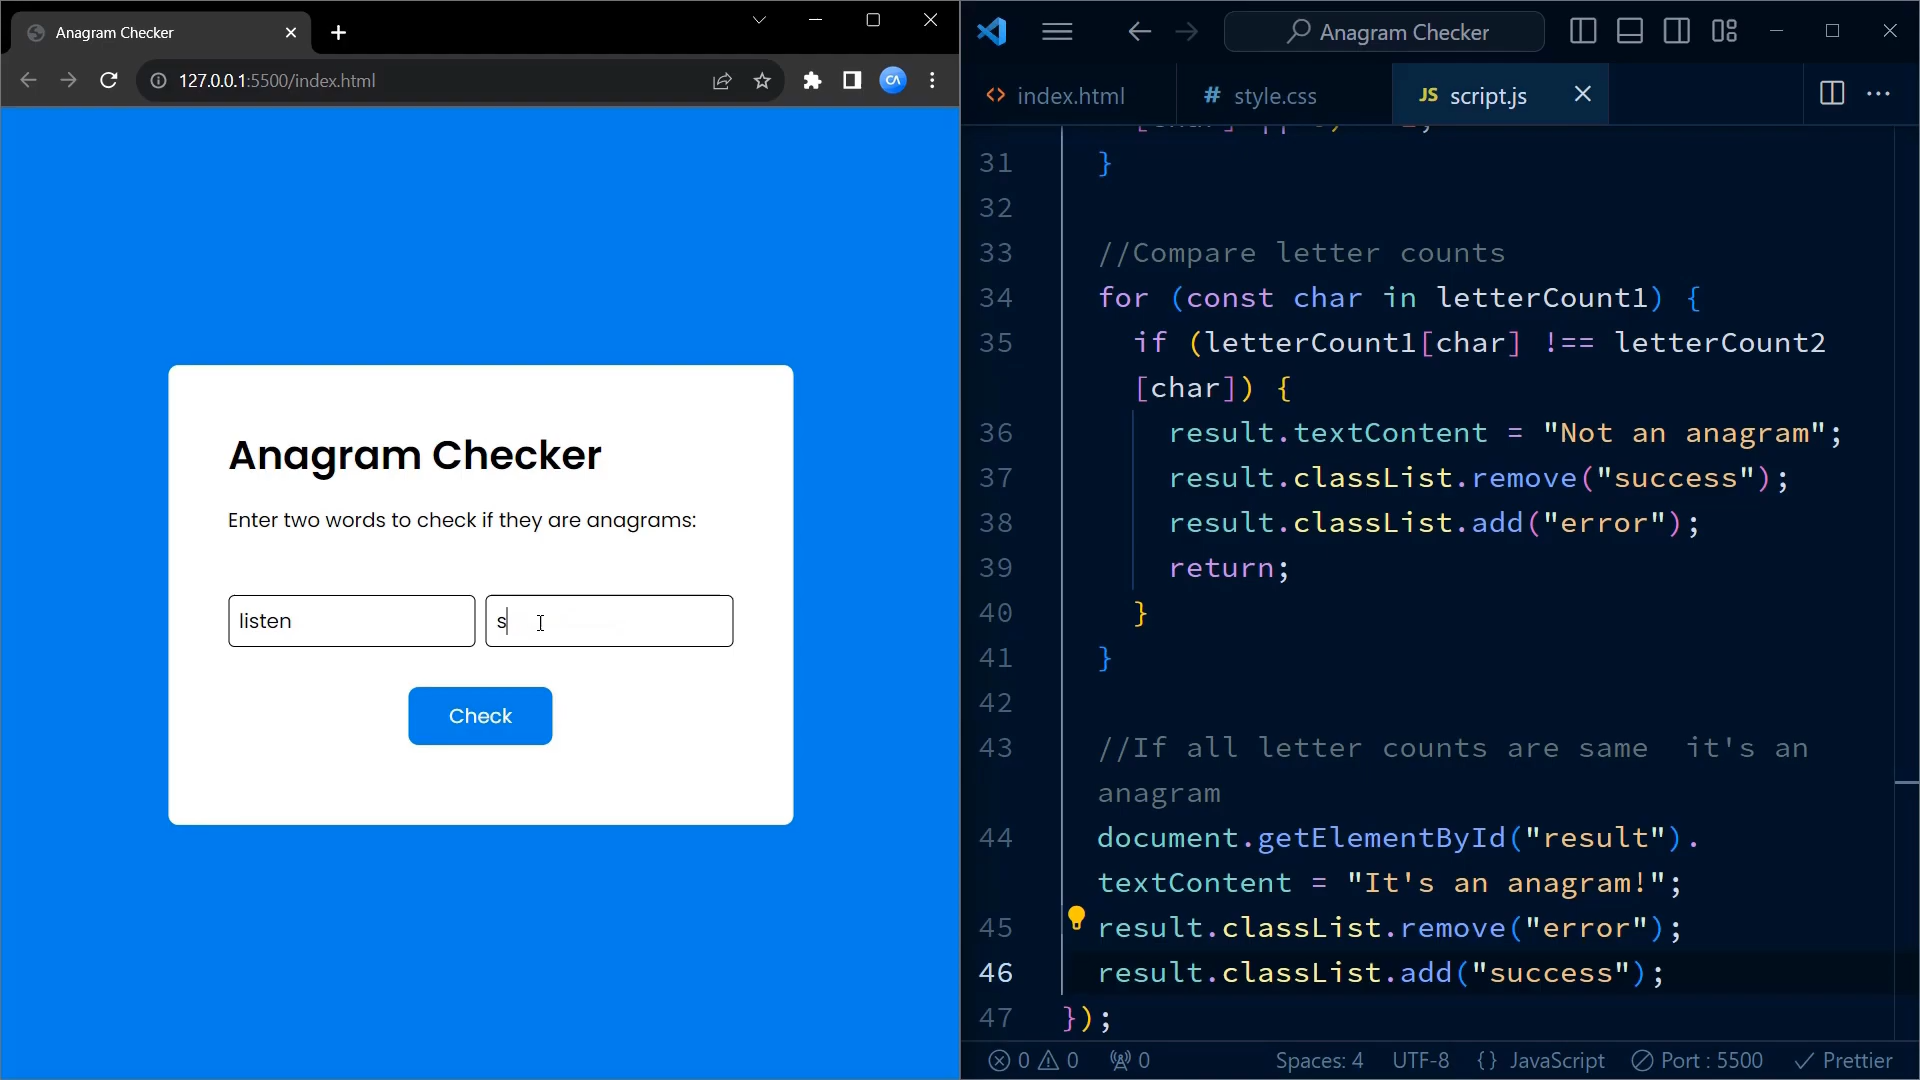 Anagram Checker
127.0.0.1:5500/index.html
CA
Anagram Checker
Enter two words to check if they are anagrams:
listen
s
Check
Anagram Checker
index.html
# style.css
JS script.js
31 }
32
33 //Compare letter counts
34 for (const char in letterCount1) {
35 if (letterCount1[char] !== letterCount2
[char]) {
36 result.textContent = "Not an anagram";
37 result.classList.remove("success");
38 result.classList.add("error");
39 return;
40 }
41 }
42
43 //If all letter counts are same  it's an
anagram
44 document.getElementById("result").
textContent = "It's an anagram!";
45 result.classList.remove("error");
46 result.classList.add("success");
47 });
0 0 0 Spaces: 4 UTF-8 {} JavaScript Port : 5500 Prettier